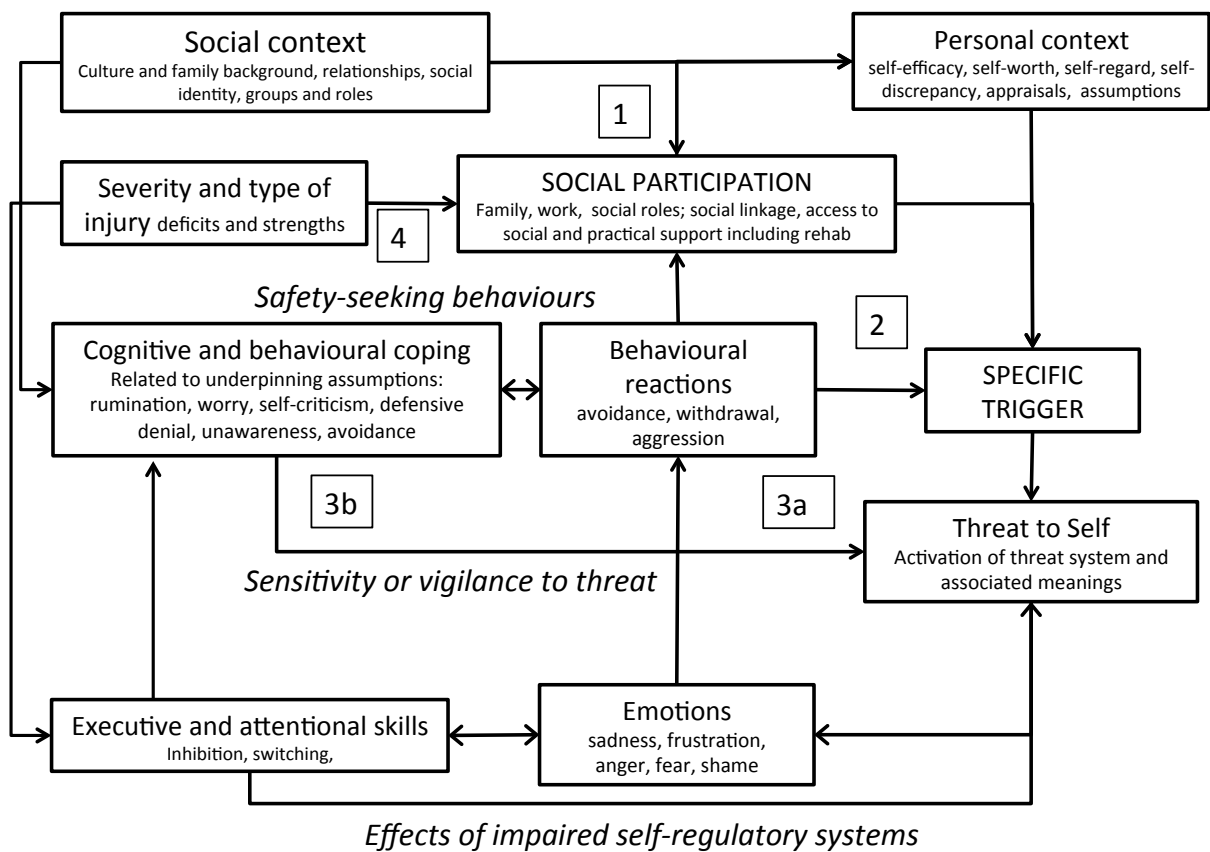 Social context
Culture and family background, relationships, social
identity, groups and roles
Personal context
self-efficacy, self-worth, self-regard, self-
discrepancy, appraisals, assumptions
1
Severity and type of
injury deficits and strengths
4
SOCIAL PARTICIPATION
Family, work, social roles; social linkage, access to
social and practical support including rehab
Safety-seeking behaviours
2
Cognitive and behavioural coping
Related to underpinning assumptions:
rumination, worry, self-criticism, defensive
denial, unawareness, avoidance
Behavioural
reactions
avoidance, withdrawal,
aggression
SPECIFIC
TRIGGER
3b
3a
Threat to Self
Activation of threat system and
associated meanings
Sensitivity or vigilance to threat
Executive and attentional skills
Inhibition, switching,
Emotions
sadness, frustration,
anger, fear, shame
Effects of impaired self-regulatory systems